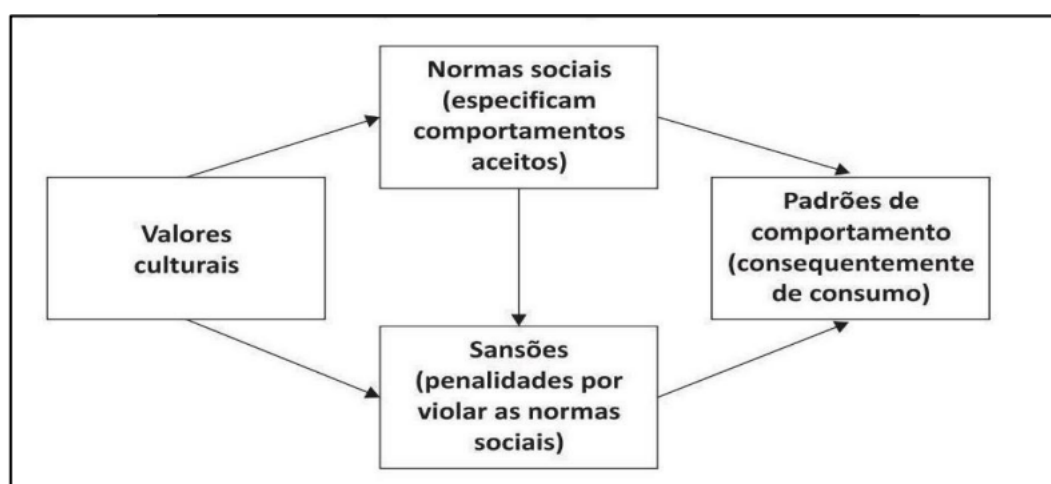 Normas sociais
(especificam
comportamentos
aceitos)
Valores
culturais
Padrões de
comportamento
(consequentemente
de consumo)
Sansões
(penalidades por
violar as normas
sociais)